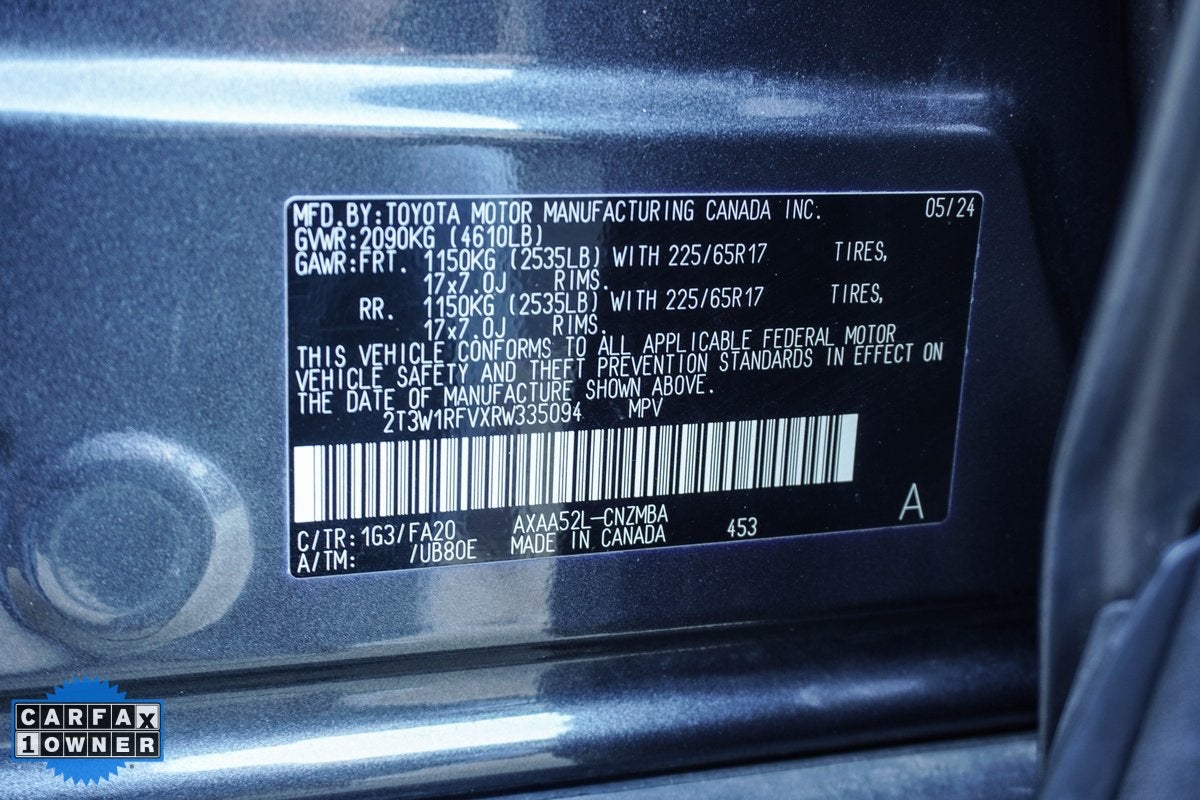 MFD.BY:TOYOTA MOTOR MANUFACTURING CANADA INC. 05/24
GVWR:2090KG (4610LB)
GAWR:FRT. 1150KG (2535LB) WITH 225/65R17 TIRES,
17x7.0J RIMS.
RR. 1150KG (2535LB) WITH 225/65R17 TIRES,
17x7.0J RIMS.
THIS VEHICLE CONFORMS TO ALL APPLICABLE FEDERAL MOTOR
VEHICLE SAFETY AND THEFT PREVENTION STANDARDS IN EFFECT ON
THE DATE OF MANUFACTURE SHOWN ABOVE.
2T3W1RFVXRW335094 MPV
C/TR:1G3/FA20 AXAA52L-CNZMBA 453 A
A/TM: /UB80E MADE IN CANADA
CARFAX
1 OWNER